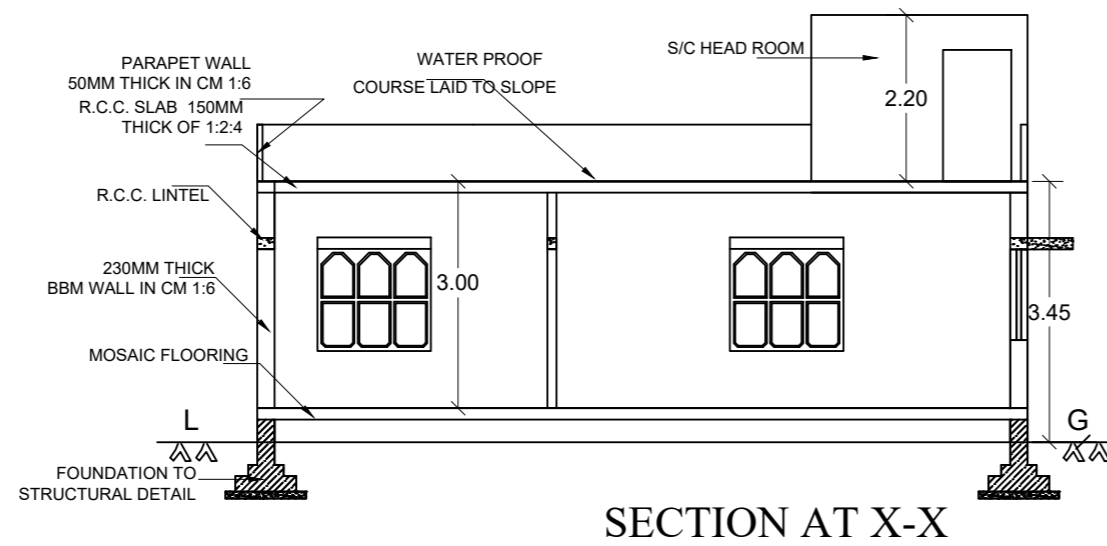 PARAPET WALL
50MM THICK IN CM 1:6
R.C.C. SLAB 150MM
THICK OF 1:2:4
WATER PROOF
COURSE LAID TO SLOPE
S/C HEAD ROOM
2.20
R.C.C. LINTEL
230MM THICK
BBM WALL IN CM 1:6
3.00
3.45
MOSAIC FLOORING
L
G
FOUNDATION TO
STRUCTURAL DETAIL
SECTION AT X-X